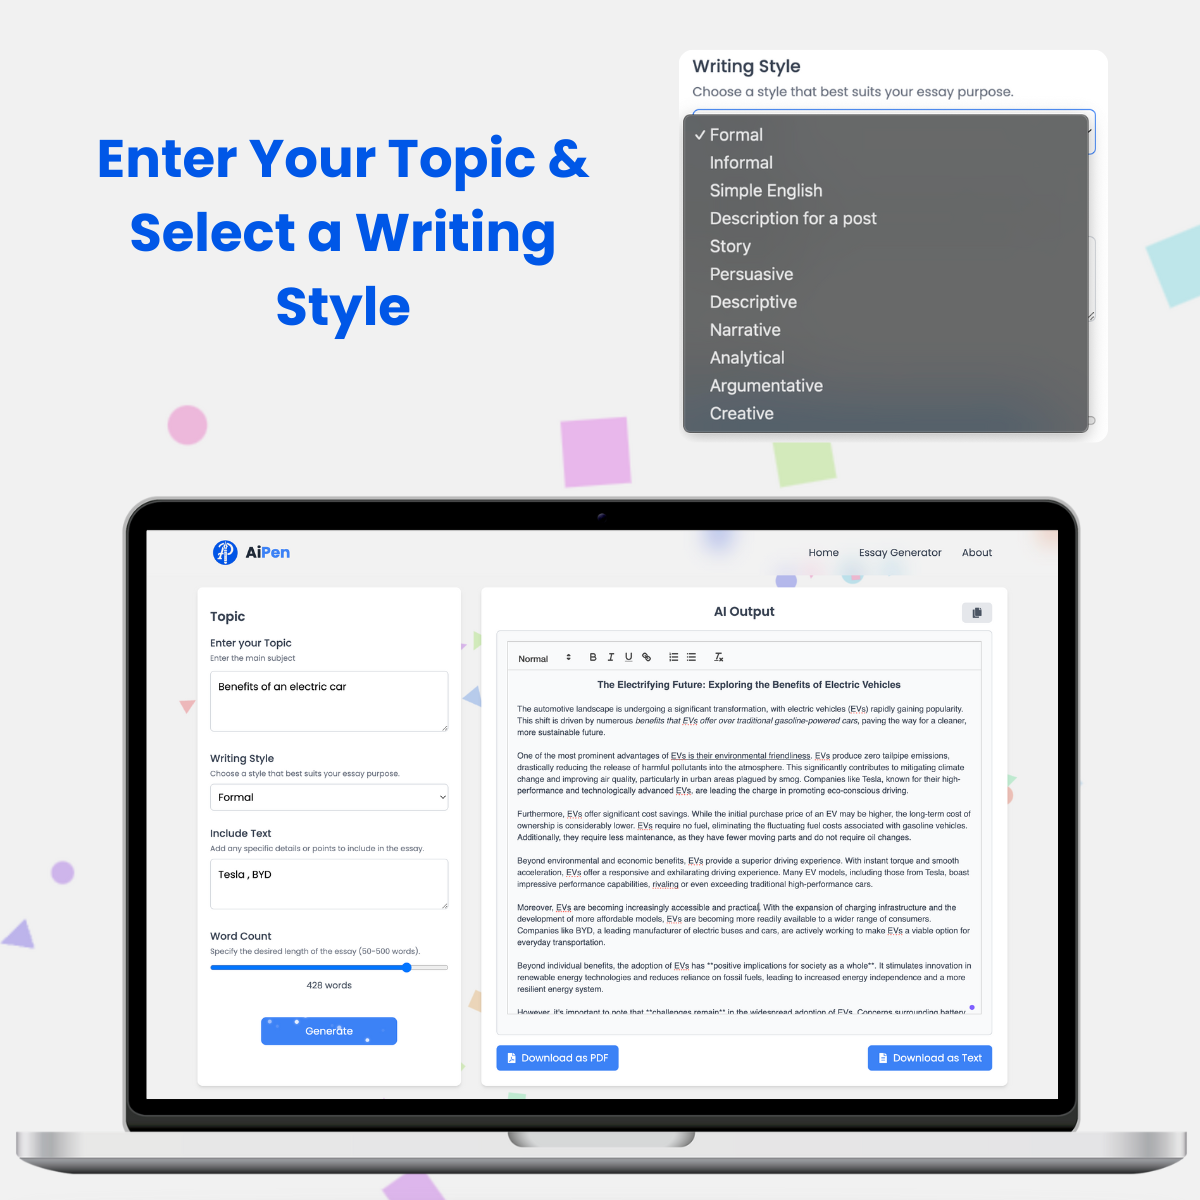 Enter Your Topic &
Select a Writing
Style
Writing Style
Choose a style that best suits your essay purpose.
✓ Formal
Informal
Simple English
Description for a post
Story
Persuasive
Descriptive
Narrative
Analytical
Argumentative
Creative
AiPen
Home
Essay Generator
About
Topic
Enter your Topic
Enter the main subject
Benefits of an electric car
Writing Style
Choose a style that best suits your essay purpose.
Formal
Include Text
Add any specific details or points to include in the essay.
Tesla , BYD
Word Count
Specify the desired length of the essay (50-500 words).
428 words
Generate
AI Output
Normal
B I U
The Electrifying Future: Exploring the Benefits of Electric Vehicles
The automotive landscape is undergoing a significant transformation, with electric vehicles (EVs) rapidly gaining popularity.
This shift is driven by numerous benefits that EVs offer over traditional gasoline-powered cars, paving the way for a cleaner,
more sustainable future.
One of the most prominent advantages of EVs is their environmental friendliness. EVs produce zero tailpipe emissions,
drastically reducing the release of harmful pollutants into the atmosphere. This significantly contributes to mitigating climate
change and improving air quality, particularly in urban areas plagued by smog. Companies like Tesla, known for their high-
performance and technologically advanced EVs, are leading the charge in promoting eco-conscious driving.
Furthermore, EVs offer significant cost savings. While the initial purchase price of an EV may be higher, the long-term cost of
ownership is considerably lower. EVs require no fuel, eliminating the fluctuating fuel costs associated with gasoline vehicles.
Additionally, they require less maintenance, as they have fewer moving parts and do not require oil changes.
Beyond environmental and economic benefits, EVs provide a superior driving experience. With instant torque and smooth
acceleration, EVs offer a responsive and exhilarating driving experience. Many EV models, including those from Tesla, boast
impressive performance capabilities, rivaling or even exceeding traditional high-performance cars.
Moreover, EVs are becoming increasingly accessible and practical. With the expansion of charging infrastructure and the
development of more affordable models, EVs are becoming more readily available to a wider range of consumers.
Companies like BYD, a leading manufacturer of electric buses and cars, are actively working to make EVs a viable option for
everyday transportation.
Beyond individual benefits, the adoption of EVs has **positive implications for society as a whole**. It stimulates innovation in
renewable energy technologies and reduces reliance on fossil fuels, leading to increased energy independence and a more
resilient energy system.
However, it's important to note that **challenges remain** in the widespread adoption of EVs. Concerns surrounding battery
Download as PDF
Download as Text